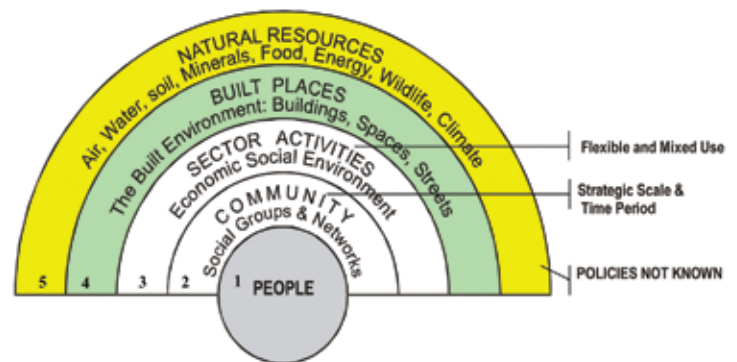 NATURAL RESOURCES
Air, Water, soil, Minerals, Food, Energy, Wildlife, Climate
BUILT PLACES
The Built Environment: Buildings, Spaces, Streets
SECTOR ACTIVITIES
Economic Social Environment
COMMUNITY
Social Groups & Networks
5 4 3 2 1 PEOPLE
Flexible and Mixed Use
Strategic Scale &
Time Period
POLICIES NOT KNOWN